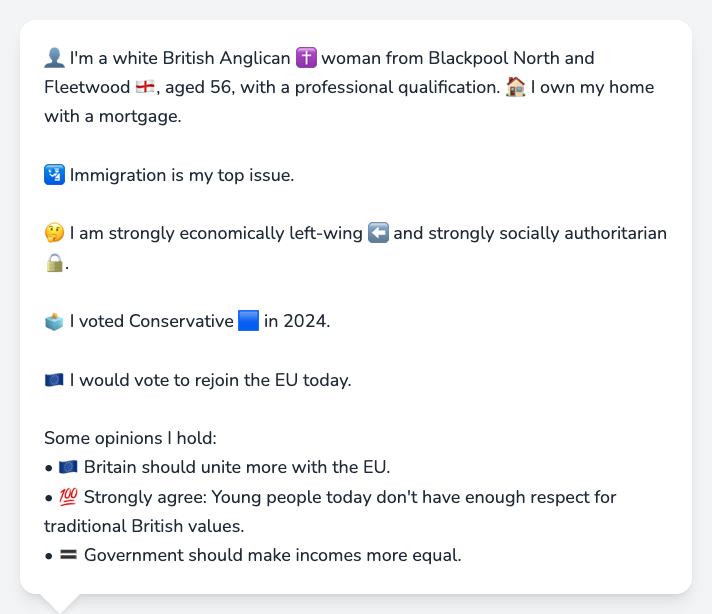 👤 I'm a white British Anglican ✝️ woman from Blackpool North and
Fleetwood 🏴󠁧󠁢󠁥󠁮󠁧󠁿, aged 56, with a professional qualification. 🏠 I own my home
with a mortgage.
🛂 Immigration is my top issue.
🤔 I am strongly economically left-wing ⬅️ and strongly socially authoritarian
🔒.
🗳️ I voted Conservative 🟦 in 2024.
🇪🇺 I would vote to rejoin the EU today.
Some opinions I hold:
• 🇪🇺 Britain should unite more with the EU.
• 💯 Strongly agree: Young people today don't have enough respect for
traditional British values.
• 🟰 Government should make incomes more equal.